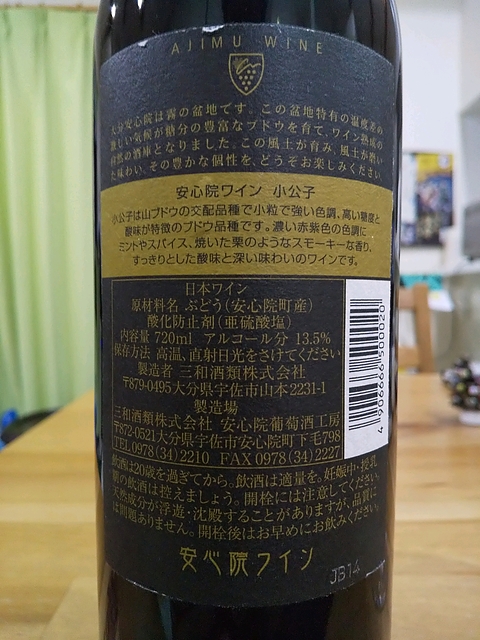 AJIMU WINE
大分安心院は霧の盆地です。この盆地特有の温度差の
激しい気候が糖分の豊富なブドウを育て、ワイン熟成の
自然の酒庫となりました。この風土が育み、風土が磨い
た味わい、その豊かな個性を、どうぞお楽しみください。
安心院ワイン 小公子
小公子は山ブドウの交配品種で小粒で強い色調、高い糖度と
酸味が特徴のブドウ品種です。濃い赤紫色の色調に
ミントやスパイス、焼いた栗のようなスモーキーな香り、
すっきりとした酸味と深い味わいのワインです。
日本ワイン
原材料名 ぶどう(安心院町産)
酸化防止剤(亜硫酸塩)
内容量 720ml アルコール分 13.5%
保存方法 高温、直射日光をさけてください
製造者 三和酒類株式会社
〒879-0495大分県宇佐市山本2231-1
製造場
三和酒類株式会社 安心院葡萄酒工房
〒872-0521大分県宇佐市安心院町下毛798
TEL0978(34)2210 FAX0978(34)2227
4 906666 500020
飲酒は20歳を過ぎてから。飲酒は適量を。妊娠中・授乳
期の飲酒は控えましょう。開栓には注意してください。
天然成分が浮遊・沈殿することがありますが、品質に
は問題ありません。開栓後はお早めにお飲みください。
安心院ワイン
JB14